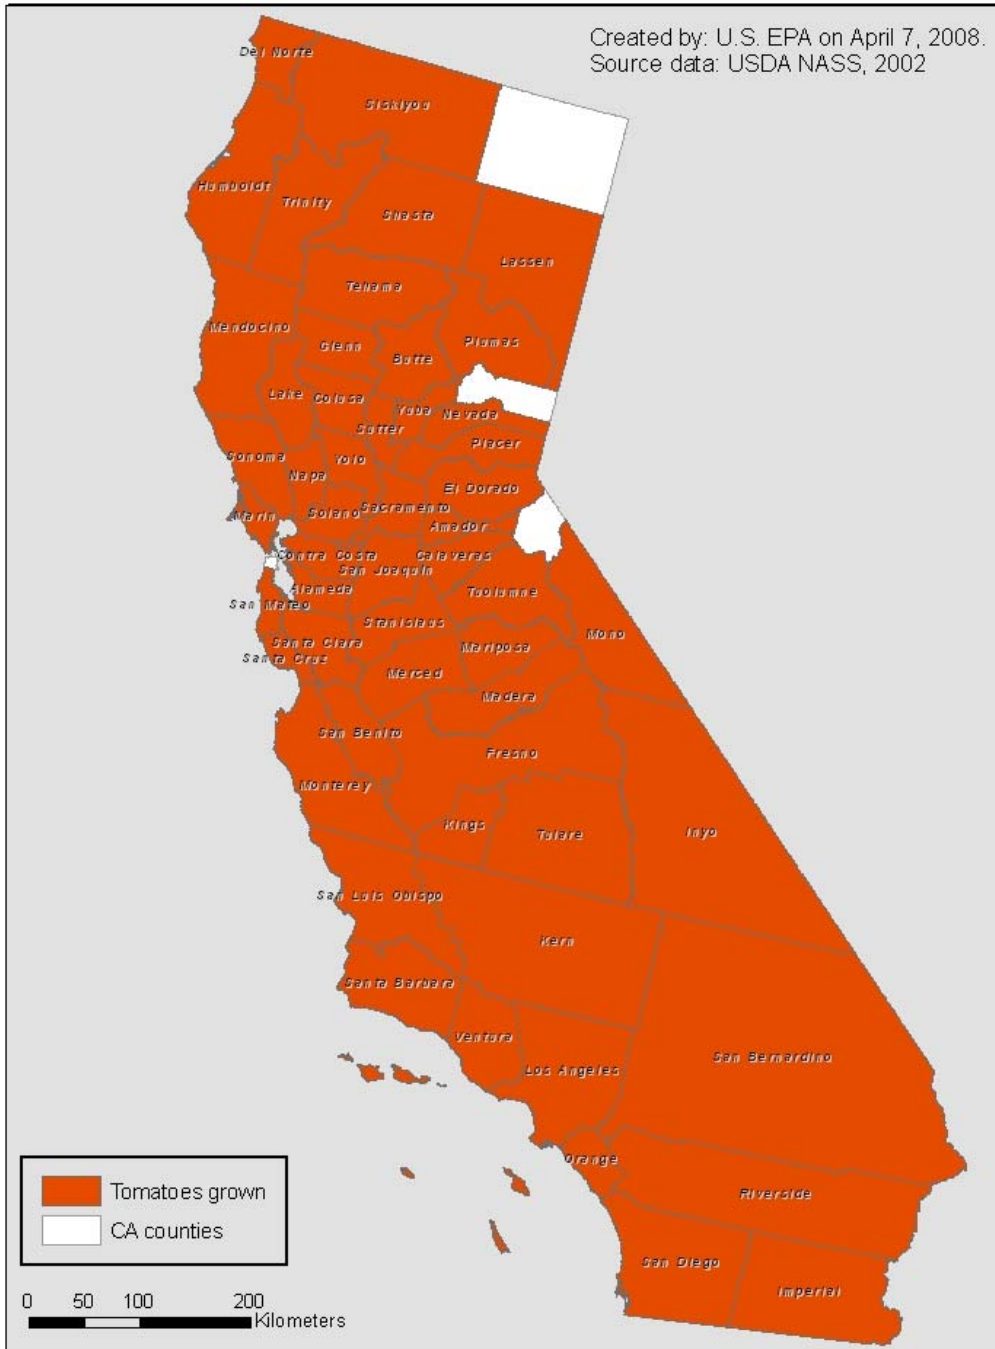 Created by: U.S. EPA on April 7, 2008.
Source data: USDA NASS, 2002
Del Norte
Siskiyou
Humboldt
Trinity
Shasta
Lassen
Tehama
Mendocino
Glenn
Butte
Plumas
Lake
Colusa
Yuba
Nevada
Sutter
Placer
Sonoma
Yolo
Napa
El Dorado
Marin
Solano
Sacramento
Amador
Contra Costa
Calaveras
San Joaquin
Alameda
Tuolumne
San Mateo
Stanislaus
Mono
Santa Clara
Mariposa
Santa Cruz
Merced
Madera
San Benito
Fresno
Monterey
Kings
Tulare
Inyo
San Luis Obispo
Kern
Santa Barbara
Ventura
Los Angeles
San Bernardino
Orange
Riverside
San Diego
Imperial
Tomatoes grown
CA counties
0 50 100 200
Kilometers